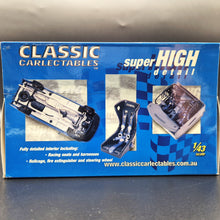 CLASSIC
CARLECTABLES
super HIGH
detail
Fully detailed interior including:
• Racing seats and harnesses
• Rollcage, fire extinguisher and steering wheel
1/43
www.classiccarlectables.com.au